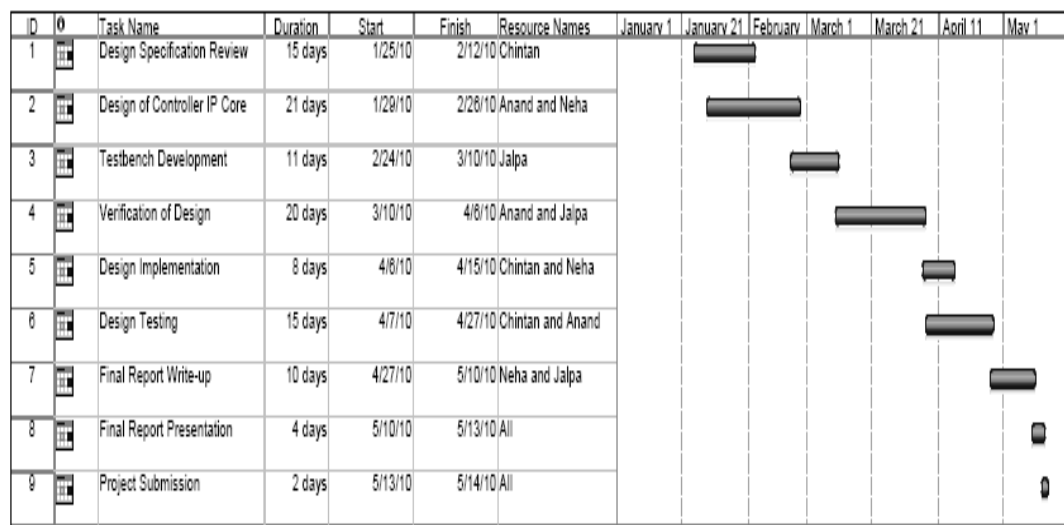 ID Task Name Duration Start Finish Resource Names January 1 January 21 February March 1 March 21 April 11 May 1
1 Design Specification Review 15 days 1/25/10 2/12/10 Chintan
2 Design of Controller IP Core 21 days 1/29/10 2/26/10 Anand and Neha
3 Testbench Development 11 days 2/24/10 3/10/10 Jalpa
4 Verification of Design 20 days 3/10/10 4/6/10 Anand and Jalpa
5 Design Implementation 8 days 4/6/10 4/15/10 Chintan and Neha
6 Design Testing 15 days 4/7/10 4/27/10 Chintan and Anand
7 Final Report Write-up 10 days 4/27/10 5/10/10 Neha and Jalpa
8 Final Report Presentation 4 days 5/10/10 5/13/10 All
9 Project Submission 2 days 5/13/10 5/14/10 All